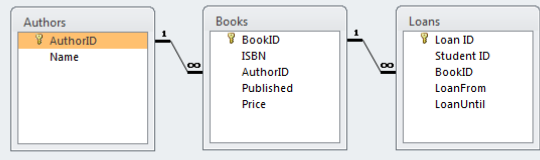 Authors
AuthorID
Name
1
∞
Books
BookID
ISBN
AuthorID
Published
Price
1
∞
Loans
Loan ID
Student ID
BookID
LoanFrom
LoanUntil